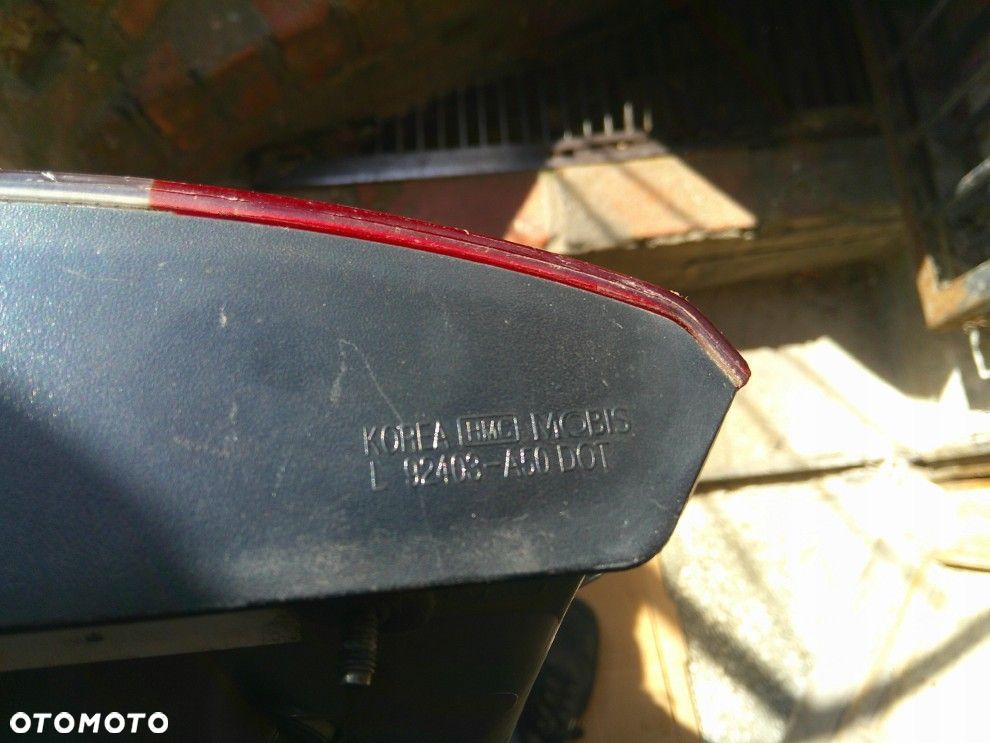 KOREA HMC MOBIS
L 92403-A50 DOT
OTOMOTO